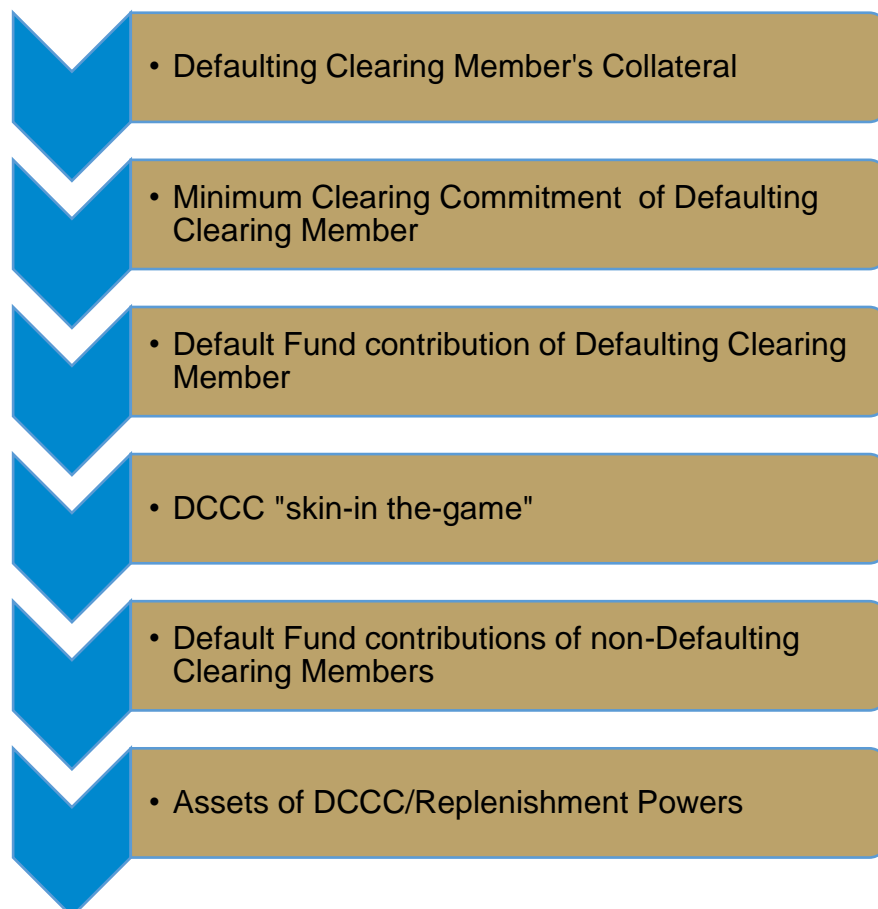 • Defaulting Clearing Member's Collateral
• Minimum Clearing Commitment  of Defaulting
Clearing Member
• Default Fund contribution of Defaulting Clearing
Member
• DCCC "skin-in the-game"
• Default Fund contributions of non-Defaulting
Clearing Members
• Assets of DCCC/Replenishment Powers